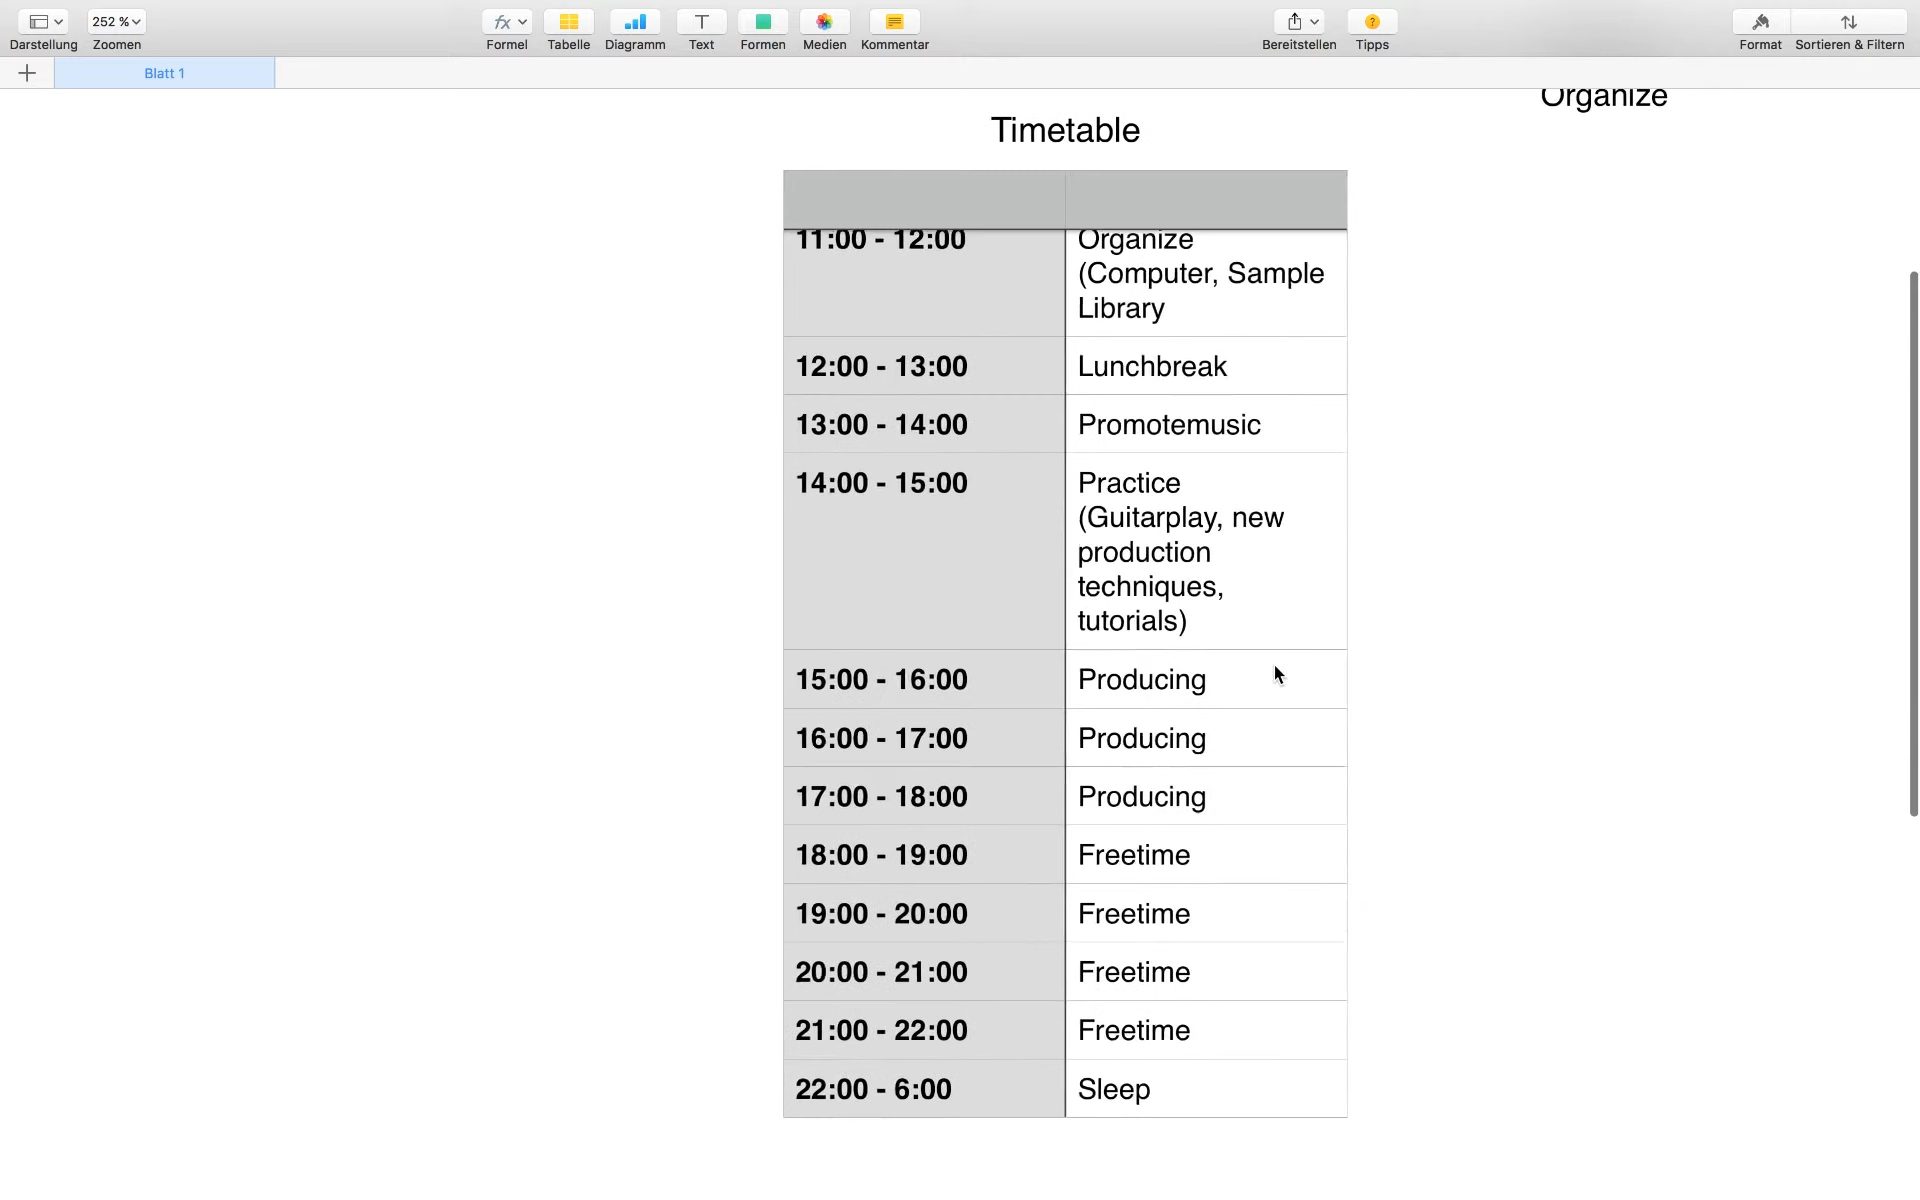 252 %
Darstellung
Zoomen
Formel
Tabelle
Diagramm
Text
Formen
Medien
Kommentar
Bereitstellen
Tipps
Format
Sortieren & Filtern
Blatt 1
Organize
Timetable
11:00 - 12:00
Organize
(Computer, Sample
Library
12:00 - 13:00
Lunchbreak
13:00 - 14:00
Promotemusic
14:00 - 15:00
Practice
(Guitarplay, new
production
techniques,
tutorials)
15:00 - 16:00
Producing
16:00 - 17:00
Producing
17:00 - 18:00
Producing
18:00 - 19:00
Freetime
19:00 - 20:00
Freetime
20:00 - 21:00
Freetime
21:00 - 22:00
Freetime
22:00 - 6:00
Sleep